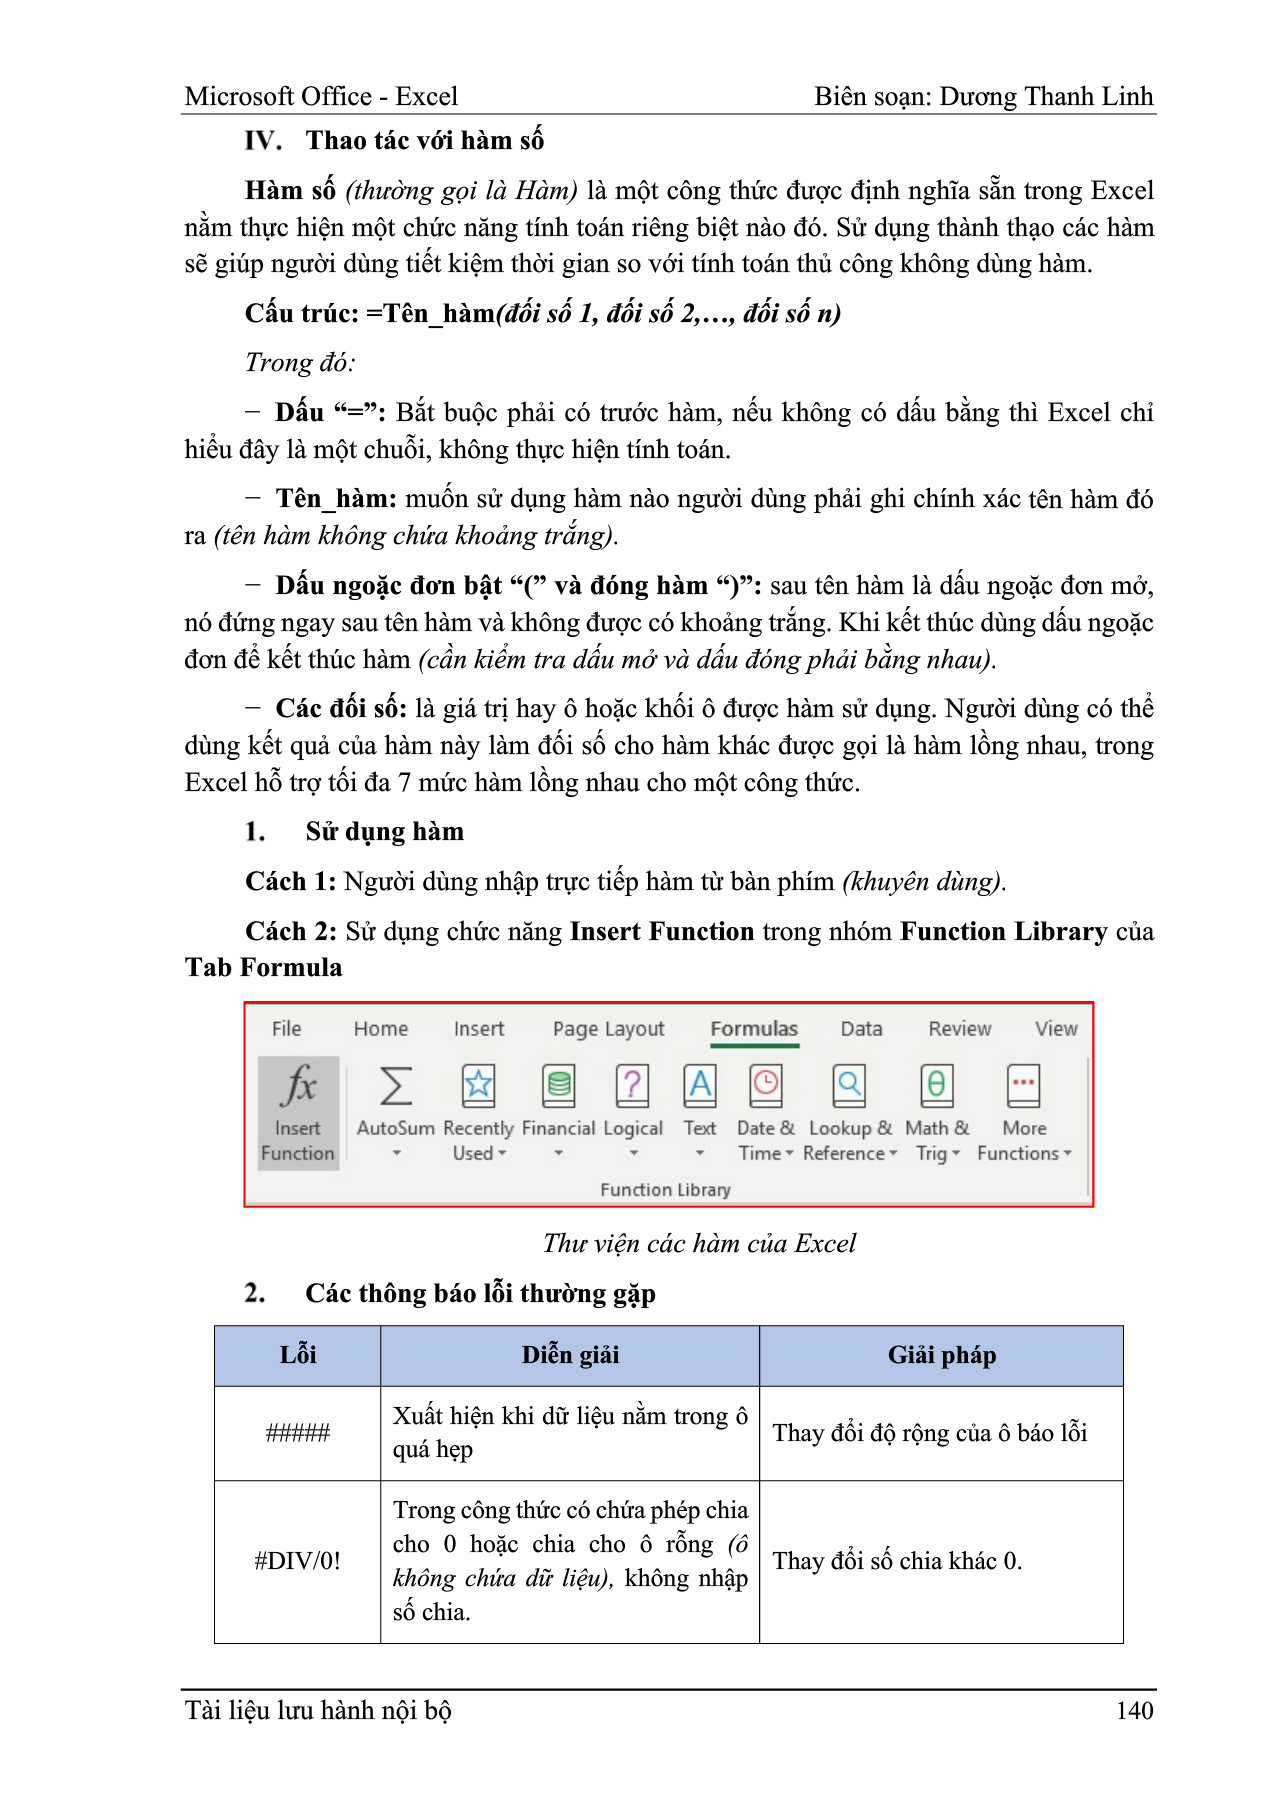 Microsoft Office - Excel Biên soạn: Dương Thanh Linh
IV. Thao tác với hàm số
Hàm số (thường gọi là Hàm) là một công thức được định nghĩa sẵn trong Excel
nằm thực hiện một chức năng tính toán riêng biệt nào đó. Sử dụng thành thạo các hàm
sẽ giúp người dùng tiết kiệm thời gian so với tính toán thủ công không dùng hàm.
Cấu trúc: =Tên_hàm(đối số 1, đối số 2,…, đối số n)
Trong đó:
− Dấu “=”: Bắt buộc phải có trước hàm, nếu không có dấu bằng thì Excel chỉ
hiểu đây là một chuỗi, không thực hiện tính toán.
− Tên_hàm: muốn sử dụng hàm nào người dùng phải ghi chính xác tên hàm đó
ra (tên hàm không chứa khoảng trắng).
− Dấu ngoặc đơn bật “(” và đóng hàm “)”: sau tên hàm là dấu ngoặc đơn mở,
nó đứng ngay sau tên hàm và không được có khoảng trắng. Khi kết thúc dùng dấu ngoặc
đơn để kết thúc hàm (cần kiểm tra dấu mở và dấu đóng phải bằng nhau).
− Các đối số: là giá trị hay ô hoặc khối ô được hàm sử dụng. Người dùng có thể
dùng kết quả của hàm này làm đối số cho hàm khác được gọi là hàm lồng nhau, trong
Excel hỗ trợ tối đa 7 mức hàm lồng nhau cho một công thức.
1. Sử dụng hàm
Cách 1: Người dùng nhập trực tiếp hàm từ bàn phím (khuyên dùng).
Cách 2: Sử dụng chức năng Insert Function trong nhóm Function Library của
Tab Formula
File Home Insert Page Layout Formulas Data Review View
fx Σ ? A θ
Insert AutoSum Recently Financial Logical Text Date & Lookup & Math & More
Function Used Time Reference Trig Functions
Function Library
Thư viện các hàm của Excel
2. Các thông báo lỗi thường gặp
Lỗi Diễn giải Giải pháp
##### Xuất hiện khi dữ liệu nằm trong ô
quá hẹp
Thay đổi độ rộng của ô báo lỗi
#DIV/0! Trong công thức có chứa phép chia
cho 0 hoặc chia cho ô rỗng (ô
không chứa dữ liệu), không nhập
số chia.
Thay đổi số chia khác 0.
Tài liệu lưu hành nội bộ 140